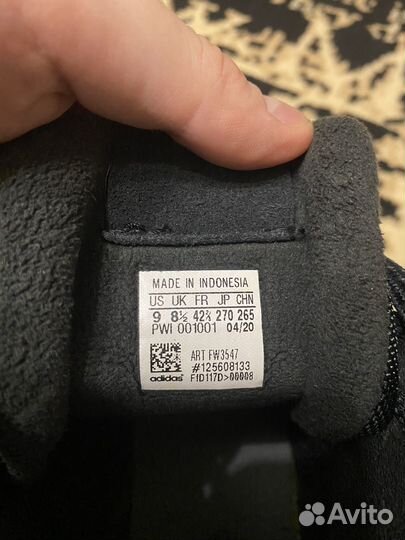 MADE IN INDONESIA
US UK FR JP CHN
9 8½ 42⅔ 270 265
PWI 001001 04/20
ART FW3547
#125608133
adidas F1D117D>00008
Avito